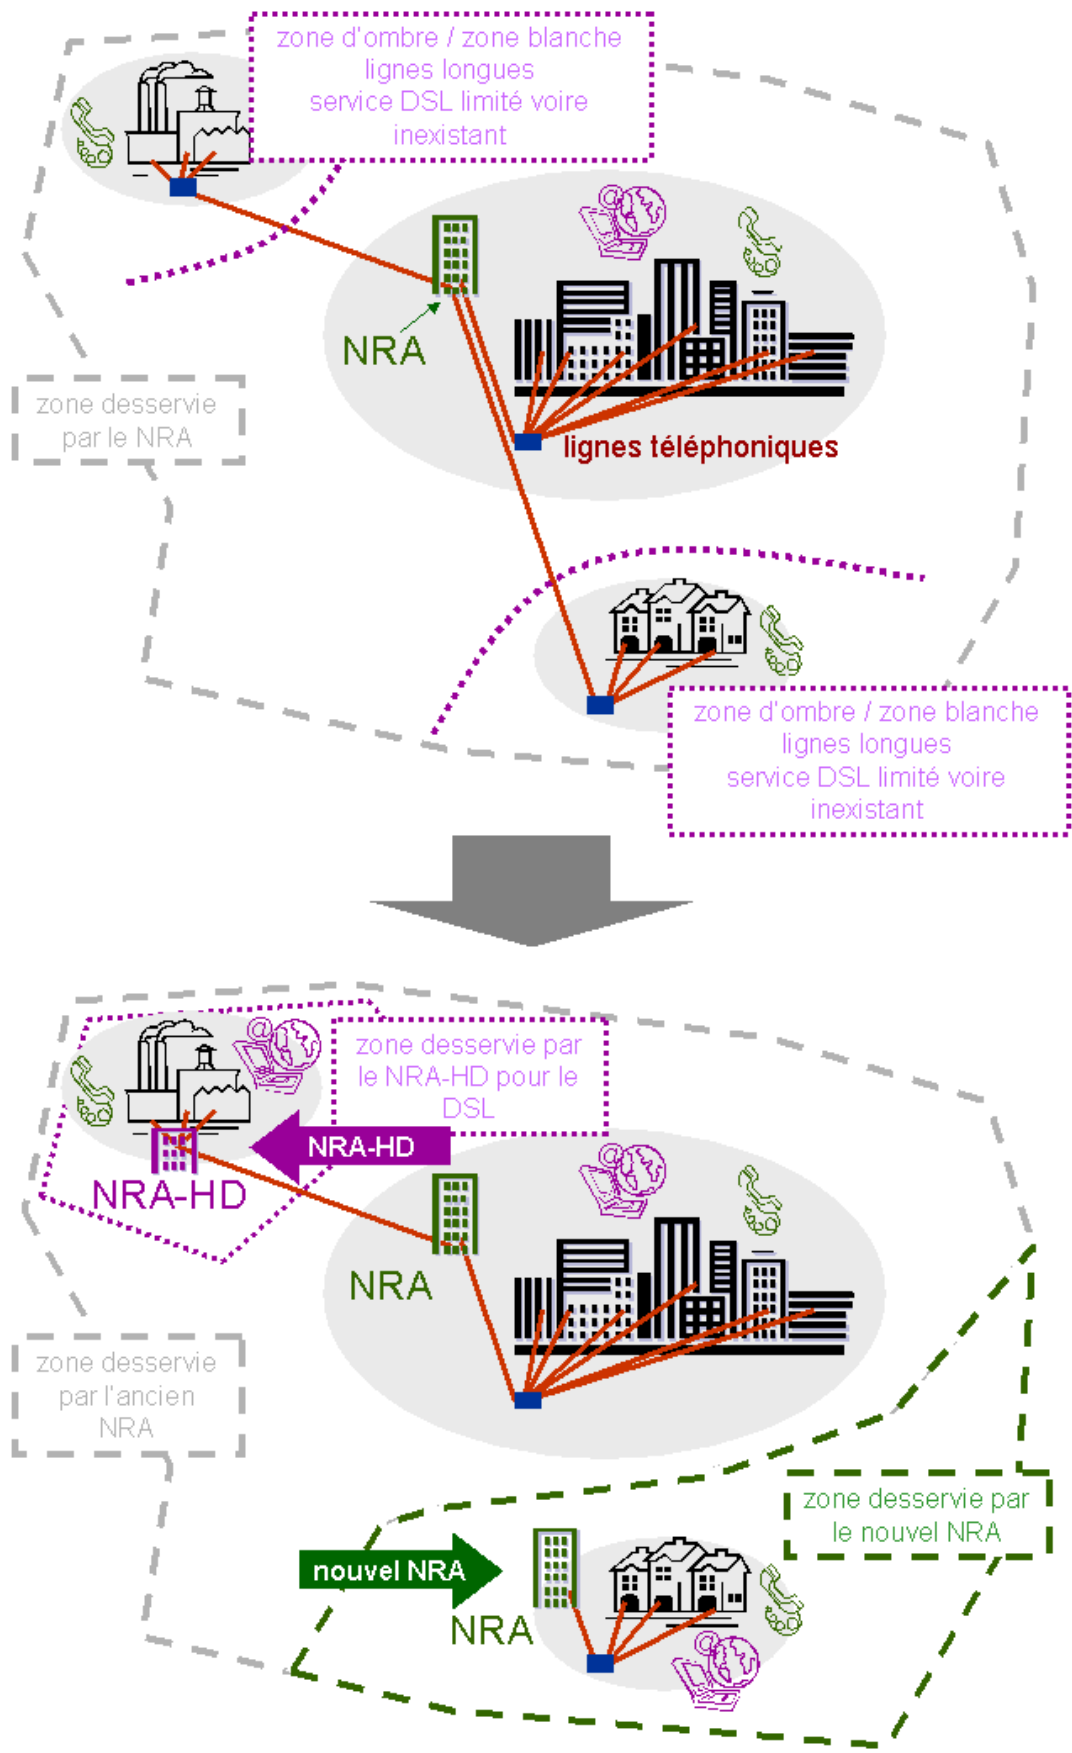 zone d'ombre / zone blanche
lignes longues
service DSL limité voire
inexistant
NRA
zone desservie
par le NRA
lignes téléphoniques
zone d'ombre / zone blanche
lignes longues
service DSL limité voire
inexistant
zone desservie par
le NRA-HD pour le
DSL
NRA-HD
NRA-HD
NRA
zone desservie
par l'ancien
NRA
zone desservie par
le nouvel NRA
nouvel NRA
NRA